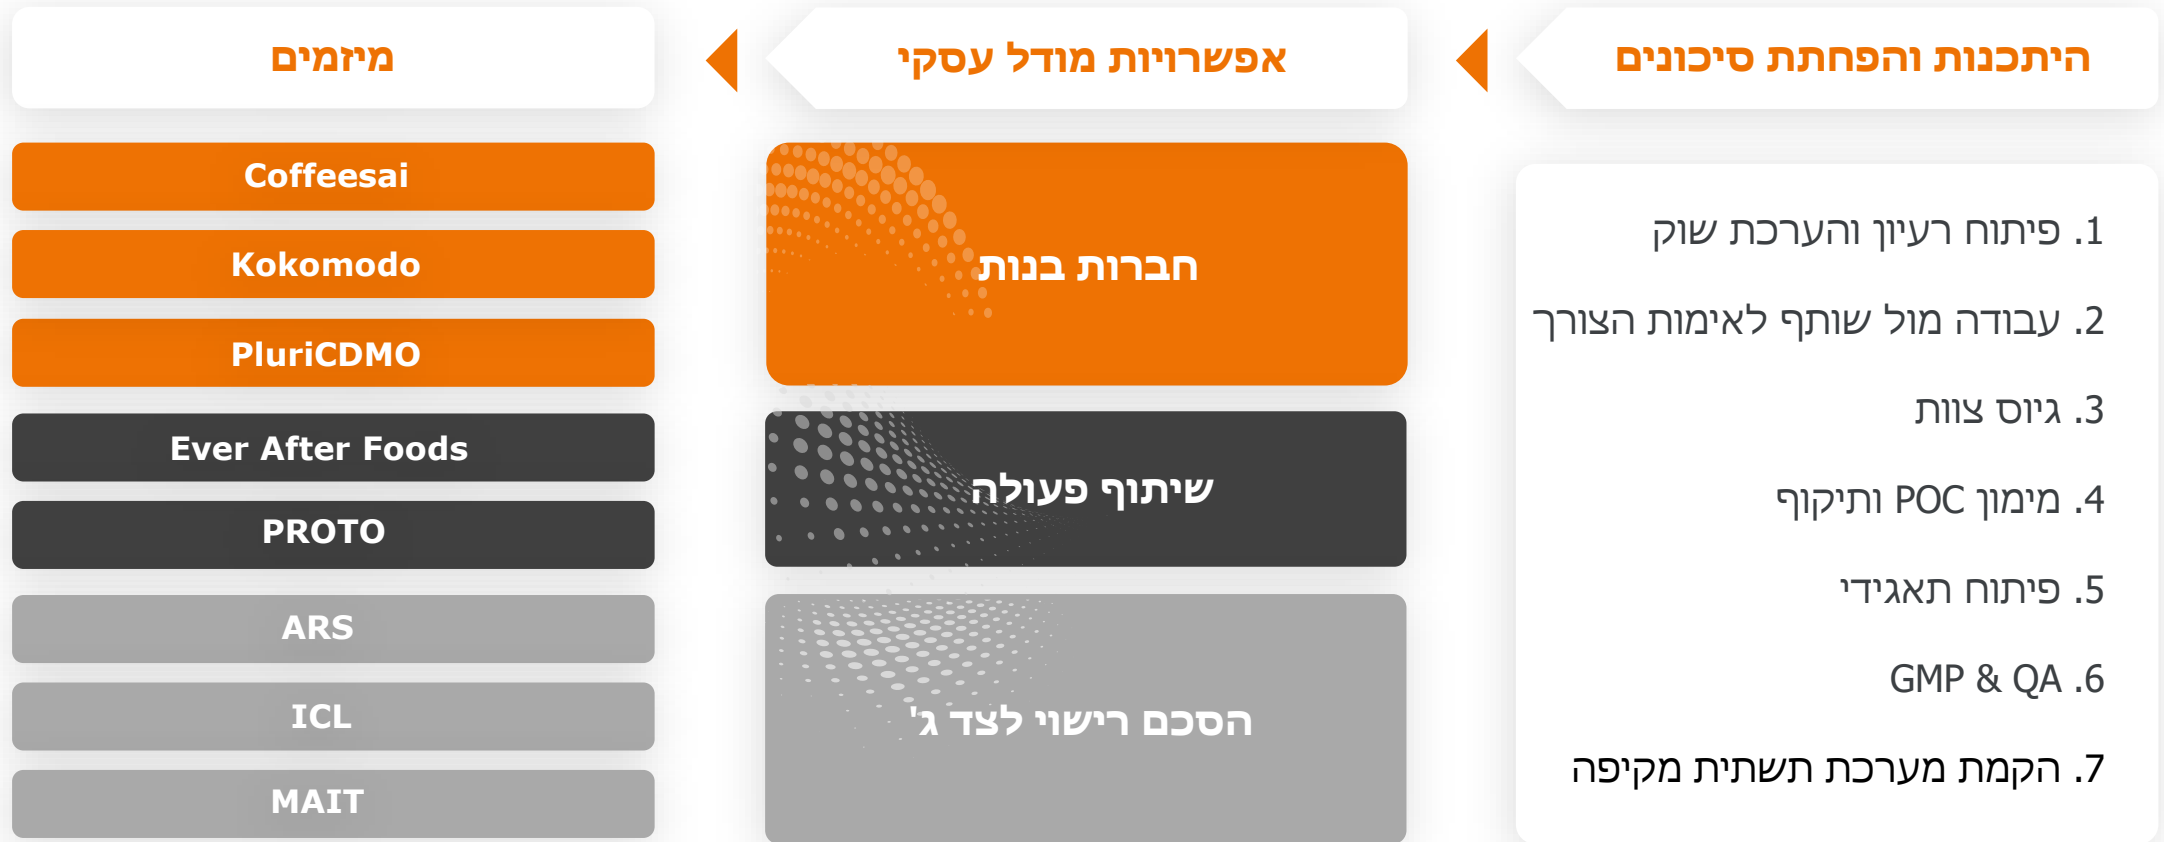 היתכנות והפחתת סיכונים
1. פיתוח רעיון והערכת שוק
2. עבודה מול שותף לאימות הצורך
3. גיוס צוות
4. מימון POC ותיקוף
5. פיתוח תאגידי
6. GMP & QA
7. הקמת מערכת תשתית מקיפה
אפשרויות מודל עסקי
חברות בנות
שיתוף פעולה
הסכם רישוי לצד ג'
מיזמים
Coffeesai
Kokomodo
PluriCDMO
Ever After Foods
PROTO
ARS
ICL
MAIT